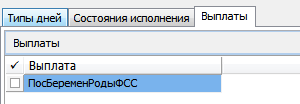 Типы дней Состояния исполнения Выплаты
Выплаты
Выплата
ПосБеременРодыФСС